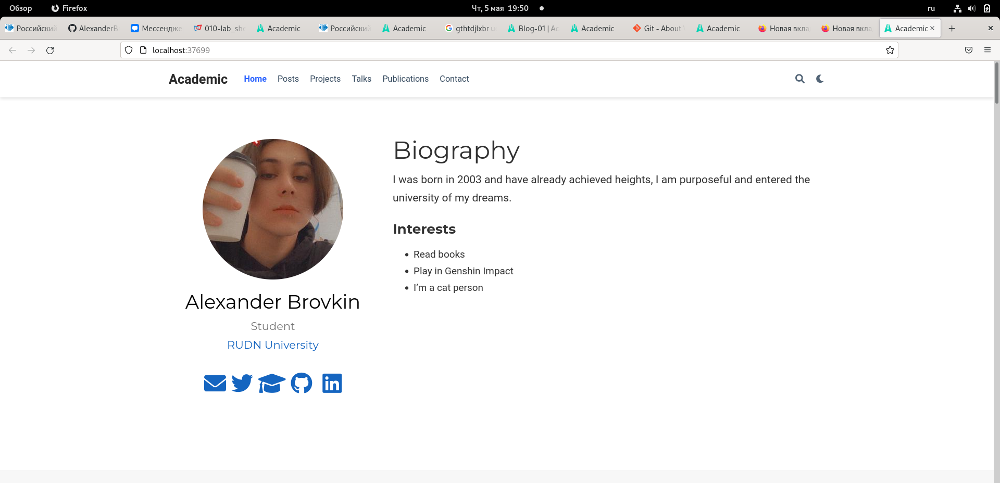 Обзор Firefox Чт, 5 мая 19:50 ru
Российский AlexanderB Мессендже 010-lab_she Academic Российский Academic gthtdjlxbr Blog-01 | Ac Academic Git - About Academic Новая вкла Новая вкла Academic
localhost:37699
Academic Home Posts Projects Talks Publications Contact
Biography
I was born in 2003 and have already achieved heights, I am purposeful and entered the
university of my dreams.
Interests
Read books
Play in Genshin Impact
I’m a cat person
Alexander Brovkin
Student
RUDN University